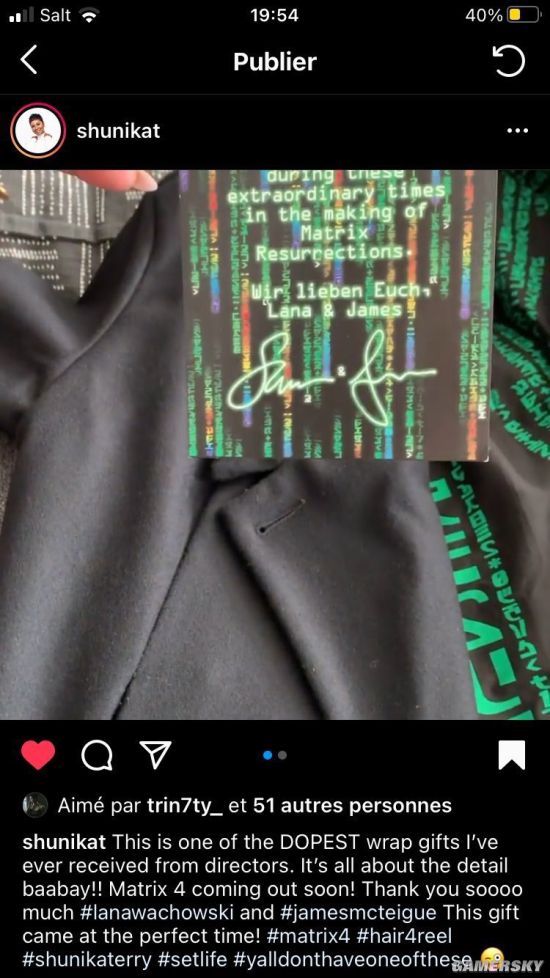 Salt
19:54
40%
Publier
shunikat
during these
extraordinary times
in the making of
Matrix
Resurrections.
Wir lieben Euch,
Lana & James
&
Aimé par trin7ty_ et 51 autres personnes
shunikat This is one of the DOPEST wrap gifts I've
ever received from directors. It's all about the detail
baabay!! Matrix 4 coming out soon! Thank you soooo
much #lanawachowski and #jamesmcteigue This gift
came at the perfect time! #matrix4 #hair4reel
#shunikaterry #setlife #yalldonthaveoneofthese
GAMERSKY